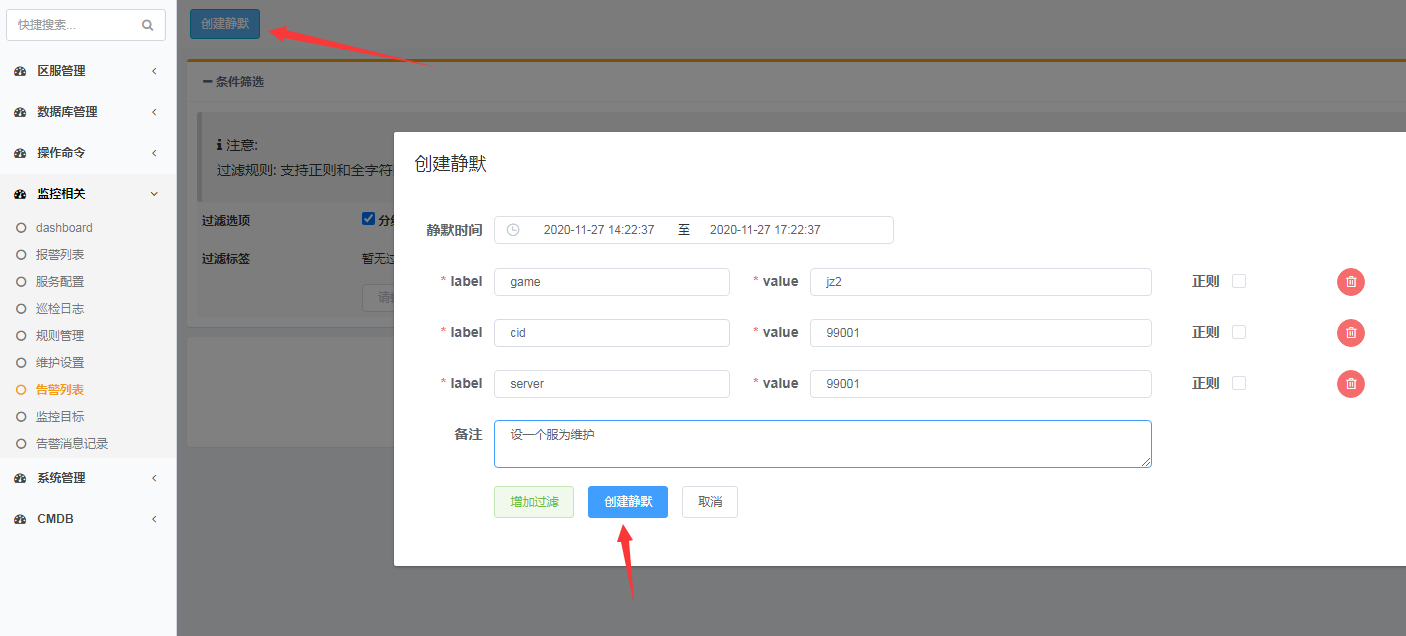 快捷搜索...
区服管理
数据库管理
操作命令
监控相关
dashboard
报警列表
服务配置
巡检日志
规则管理
维护设置
告警列表
监控目标
告警消息记录
系统管理
CMDB
创建静默
条件筛选
注意:
过滤规则: 支持正则和全字符
过滤选项
过滤标签 暂无过
创建静默
静默时间 2020-11-27 14:22:37 至 2020-11-27 17:22:37
* label game * value jz2 正则
* label cid * value 99001 正则
* label server * value 99001 正则
备注 设一个服为维护
增加过滤 创建静默 取消